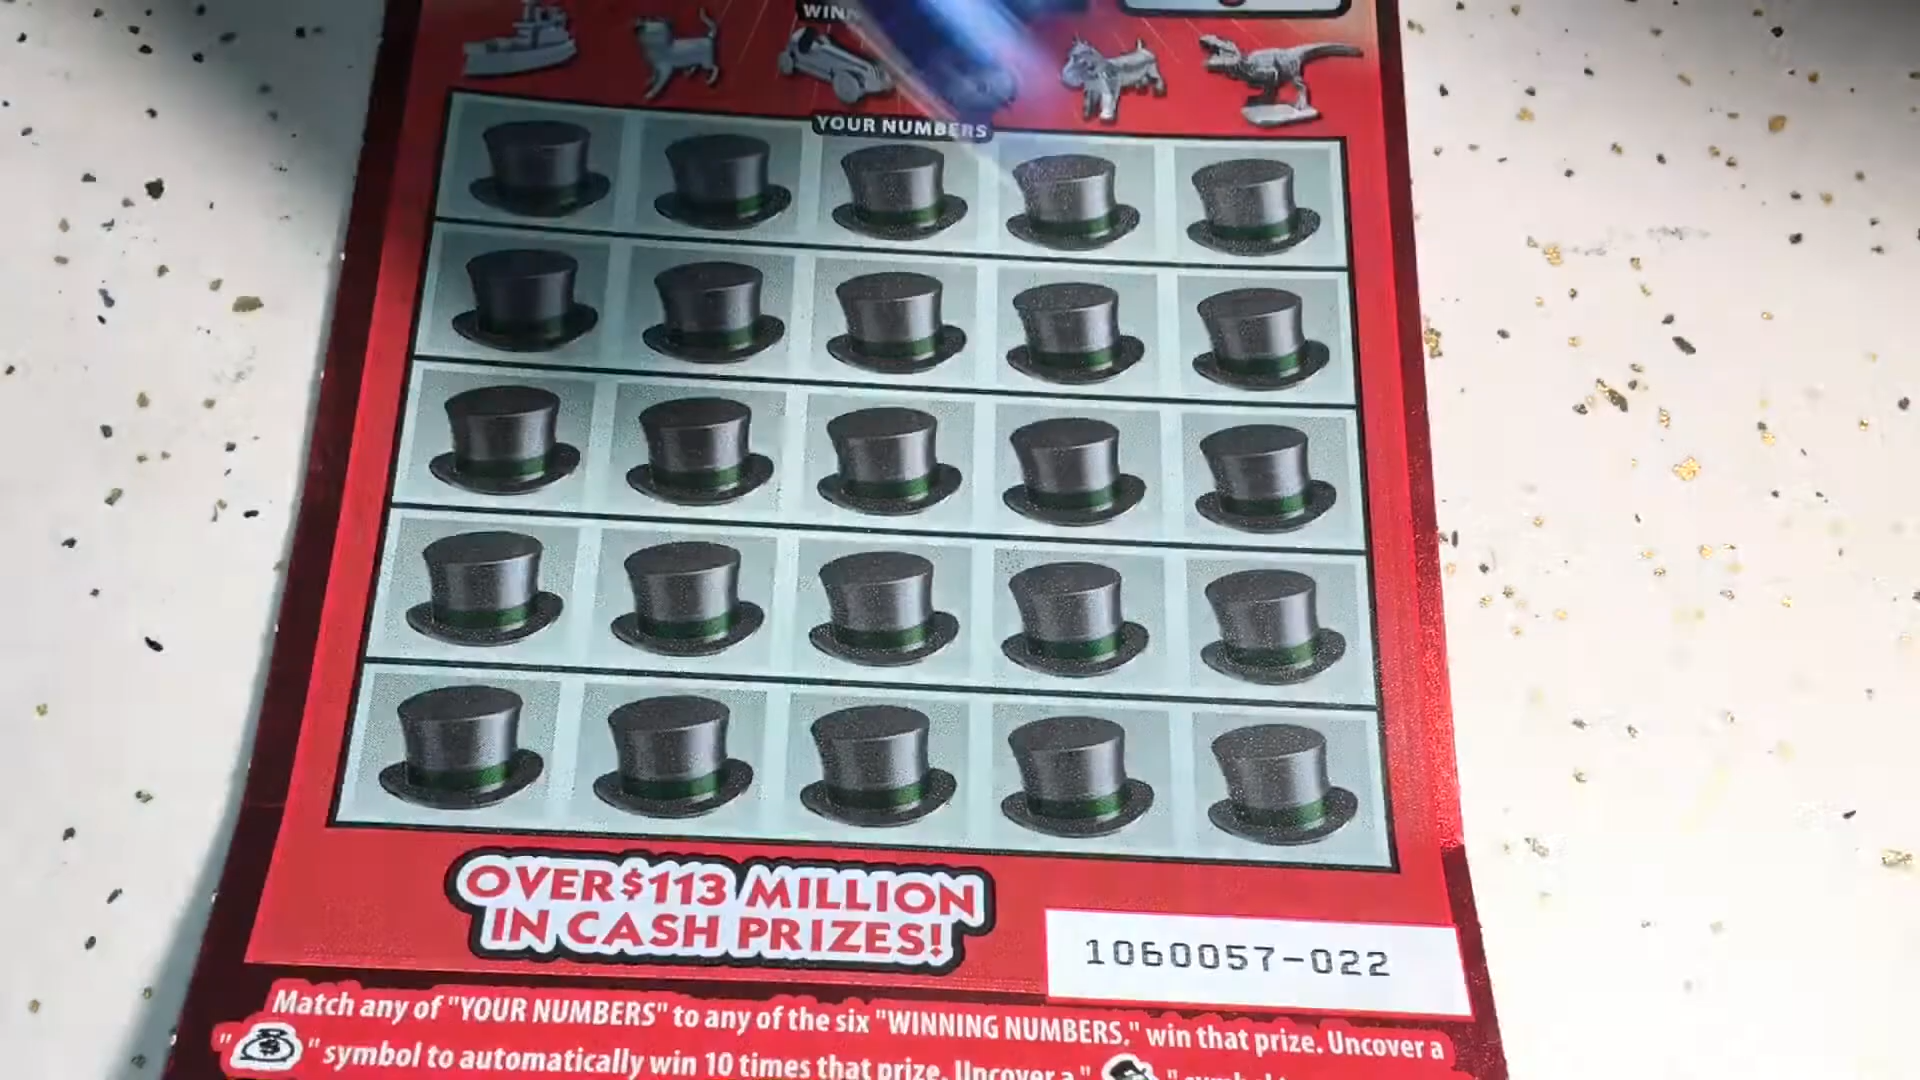 YOUR NUMBERS
OVER $113 MILLION
IN CASH PRIZES!
1060057-022
Match any of "YOUR NUMBERS" to any of the six "WINNING NUMBERS." win that prize. Uncover a
" " symbol to automatically win 10 times that prize. Uncover a "